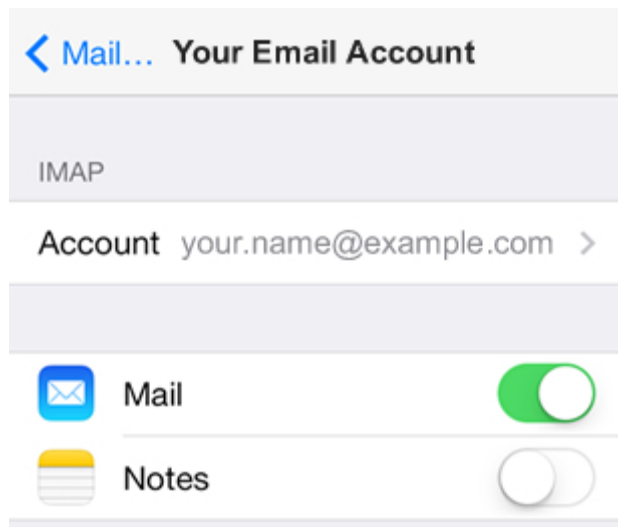 Mail... Your Email Account
IMAP
Account your.name@example.com
Mail
Notes